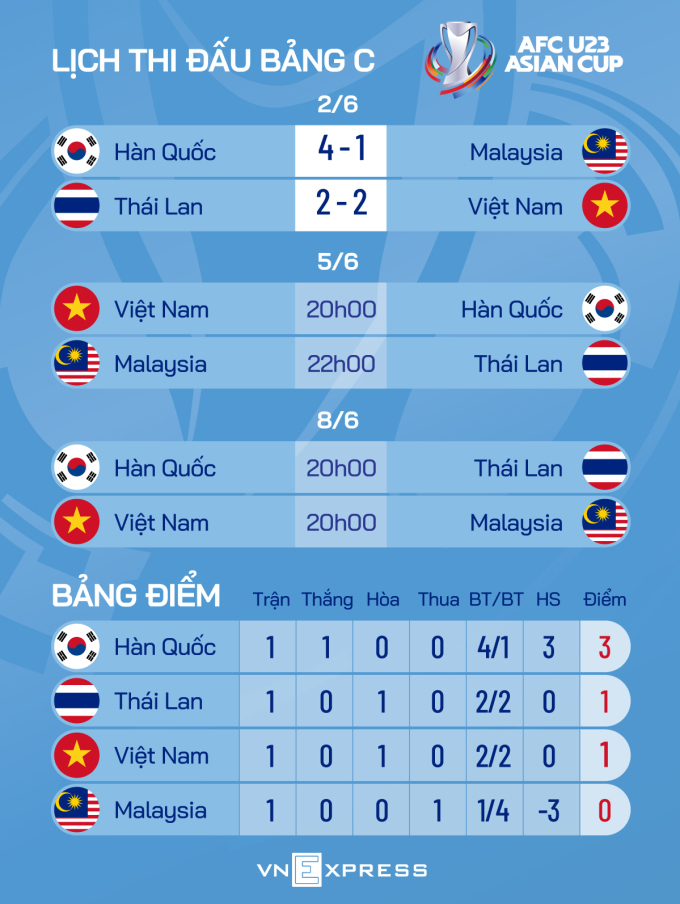 LỊCH THI ĐẤU BẢNG C
AFC U23
ASIAN CUP
2/6
Hàn Quốc 4-1 Malaysia
Thái Lan 2-2 Việt Nam
5/6
Việt Nam 20h00 Hàn Quốc
Malaysia 22h00 Thái Lan
8/6
Hàn Quốc 20h00 Thái Lan
Việt Nam 20h00 Malaysia
BẢNG ĐIỂM Trận Thắng Hòa Thua BT/BT HS Điểm
Hàn Quốc 1 1 0 0 4/1 3 3
Thái Lan 1 0 1 0 2/2 0 1
Việt Nam 1 0 1 0 2/2 0 1
Malaysia 1 0 0 1 1/4 -3 0
VNEXPRESS